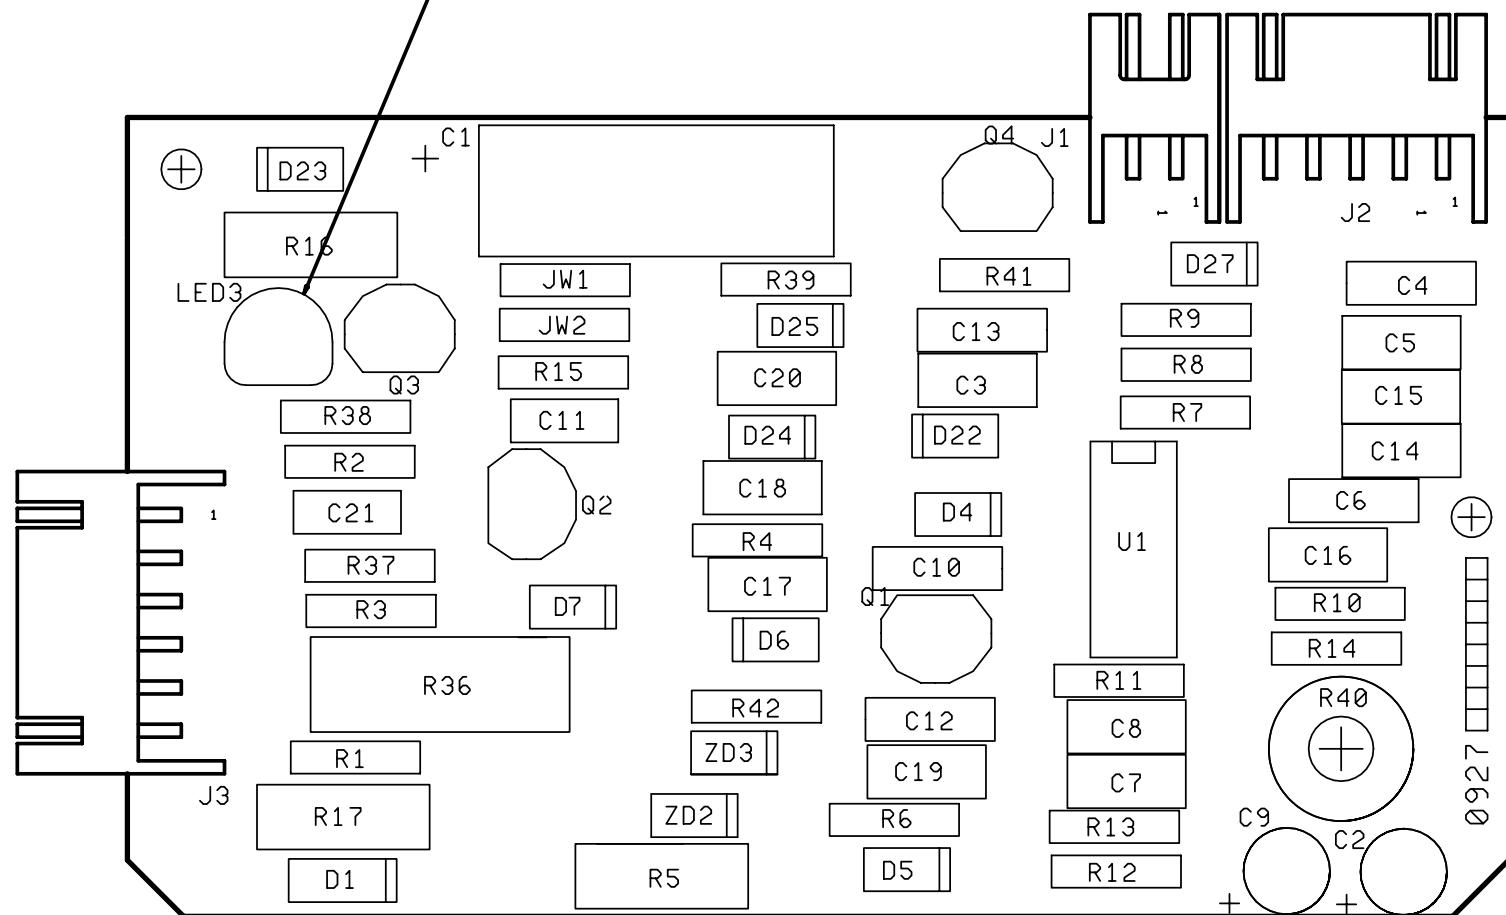 C1
Q4
J1
D23
1
1
1
1
J2
R16
D27
JW1
R39
R41
C4
LED3
JW2
D25
C13
R9
C5
R15
C20
C3
R8
Q3
C15
R38
C11
D24
D22
R7
R2
C18
C14
C21
Q2
D4
C6
1
R4
U1
C16
R37
C17
C10
Q1
R3
D7
D6
R10
R14
R36
R42
R11
R40
C12
C8
R1
ZD3
C19
C7
0927
J3
R17
ZD2
R6
R13
C9
C2
D1
R5
D5
R12